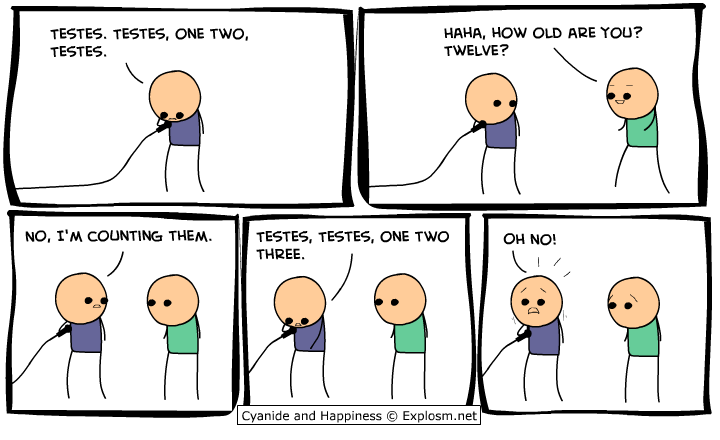 TESTES. TESTES, ONE TWO,
TESTES.
HAHA, HOW OLD ARE YOU?
TWELVE?
NO, I'M COUNTING THEM.
TESTES, TESTES, ONE TWO
THREE.
OH NO!
Cyanide and Happiness © Explosm.net